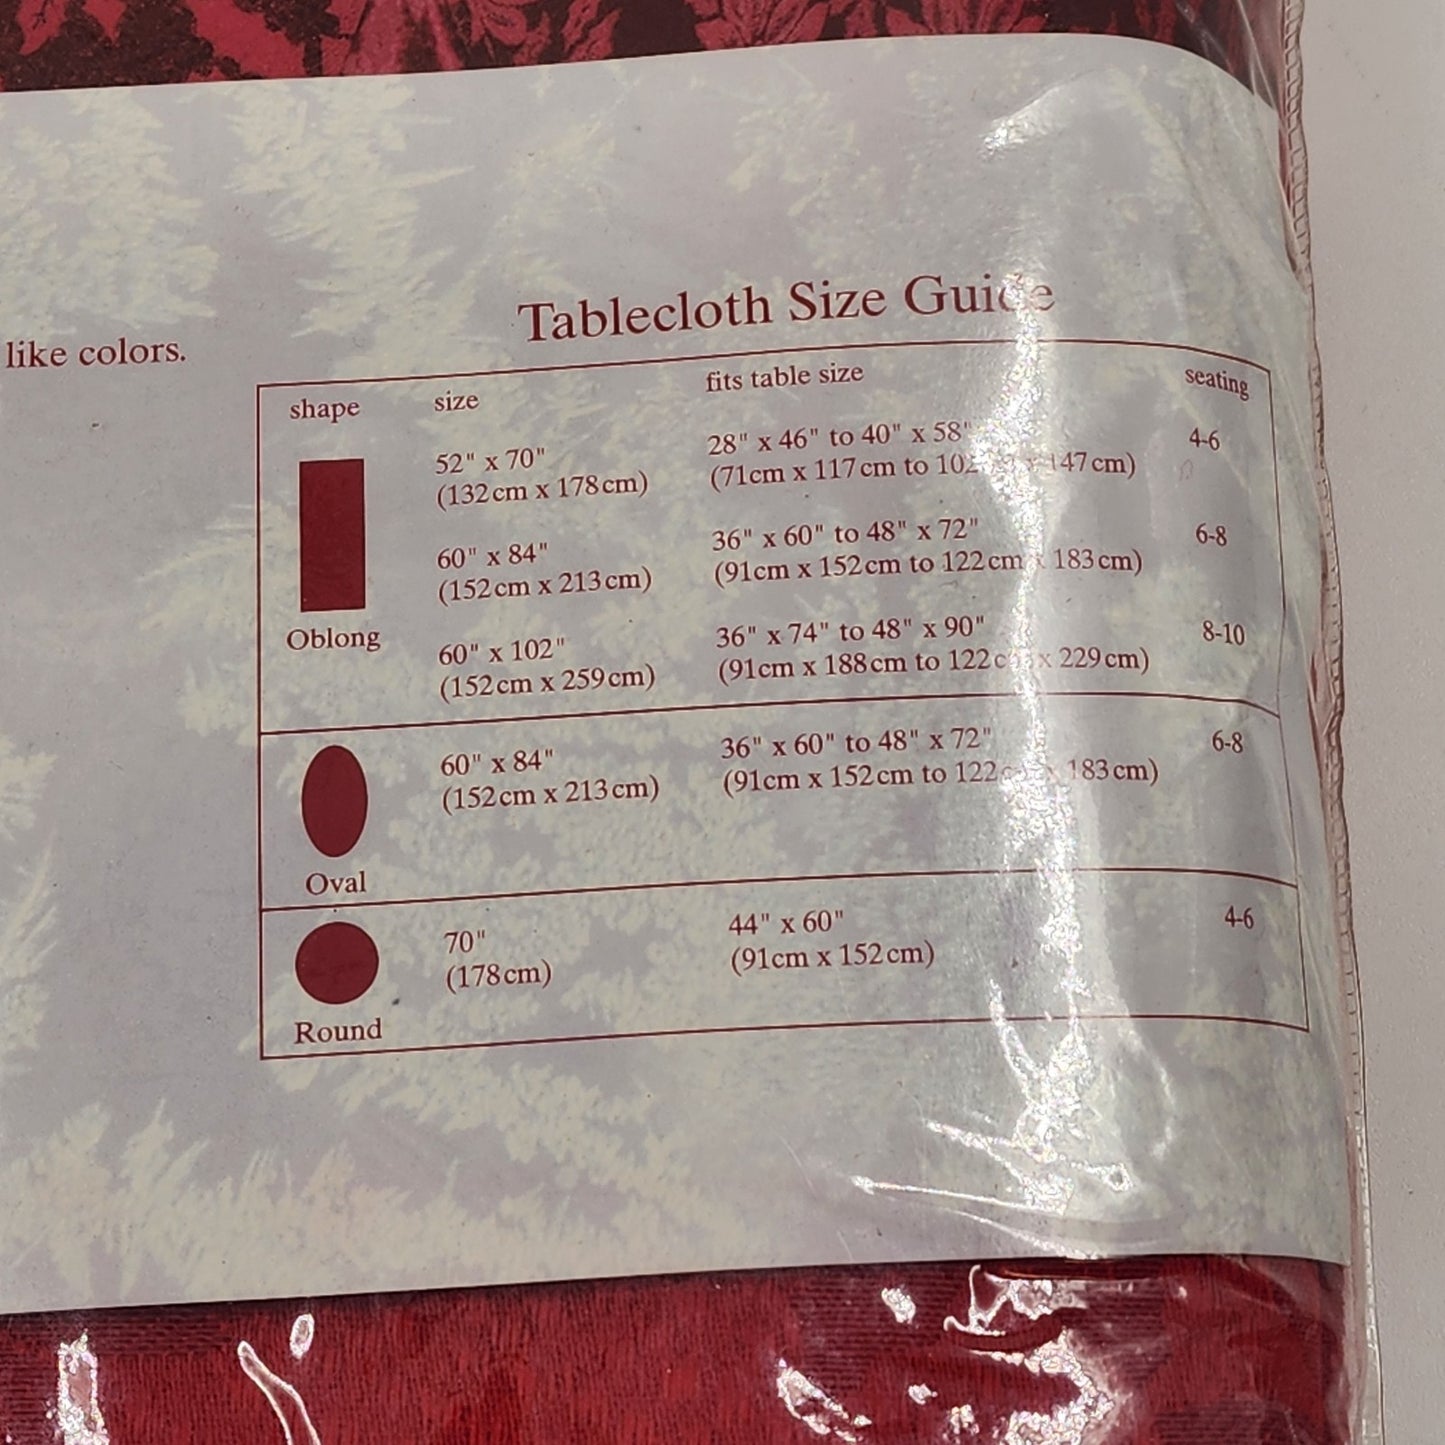 like colors.
Tablecloth Size Guide
shape size fits table size seating
52" x 70" 28" x 46" to 40" x 58" 4-6
(132cm x 178cm) (71cm x 117cm to x 147cm)
60" x 84" 36" x 60" to 48" x 72" 6-8
(152cm x 213cm) (91cm x 152cm to 122cm x 183cm)
Oblong
60" x 102" 36" x 74" to 48" x 90" 8-10
(152cm x 259cm) (91cm x 188cm to 122cm x 229cm)
60" x 84" 36" x 60" to 48" x 72" 6-8
(152cm x 213cm) (91cm x 152cm to 122cm x 183cm)
Oval
70" 44" x 60" 4-6
(178cm) (91cm x 152cm)
Round